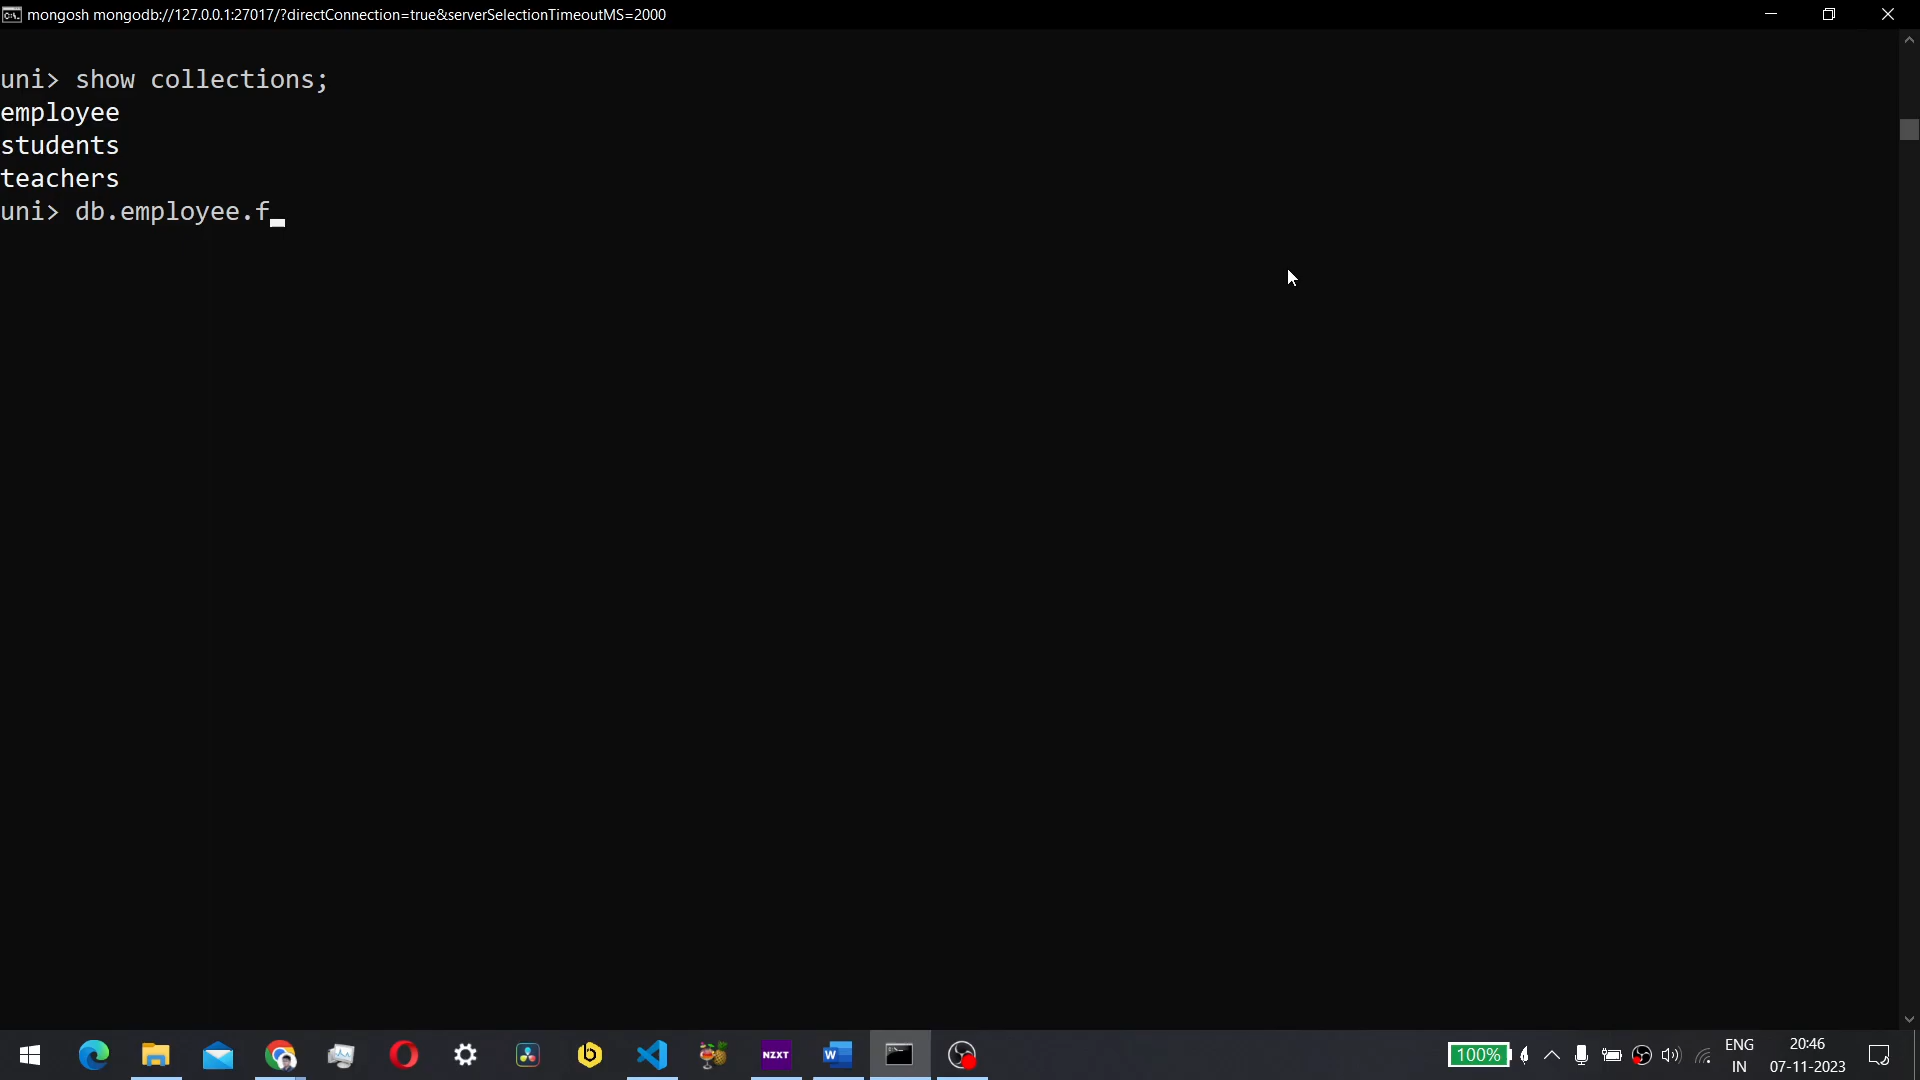 mongosh mongodb://127.0.0.1:27017/?directConnection=true&serverSelectionTimeoutMS=2000
uni> show collections;
employee
students
teachers
uni> db.employee.f
NZXT
W
100%
ENG
IN
20:46
07-11-2023